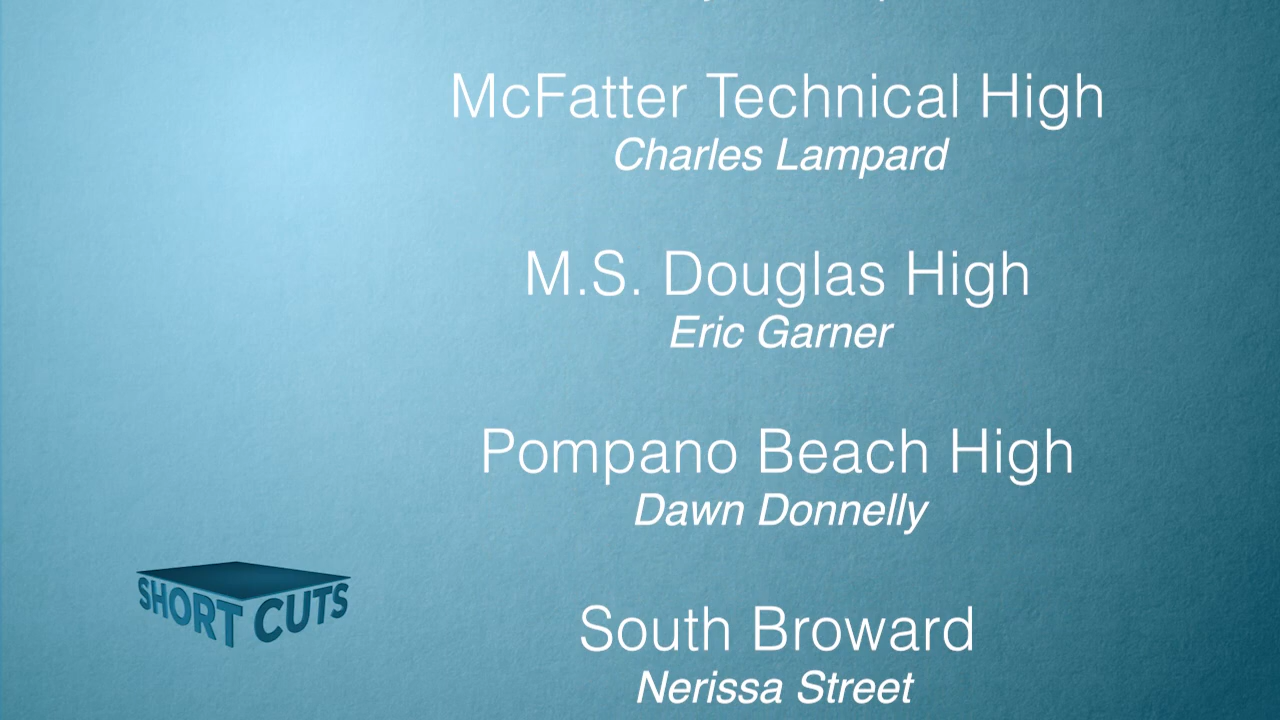 McFatter Technical High
Charles Lampard
M.S. Douglas High
Eric Garner
Pompano Beach High
Dawn Donnelly
SHORT CUTS
South Broward
Nerissa Street